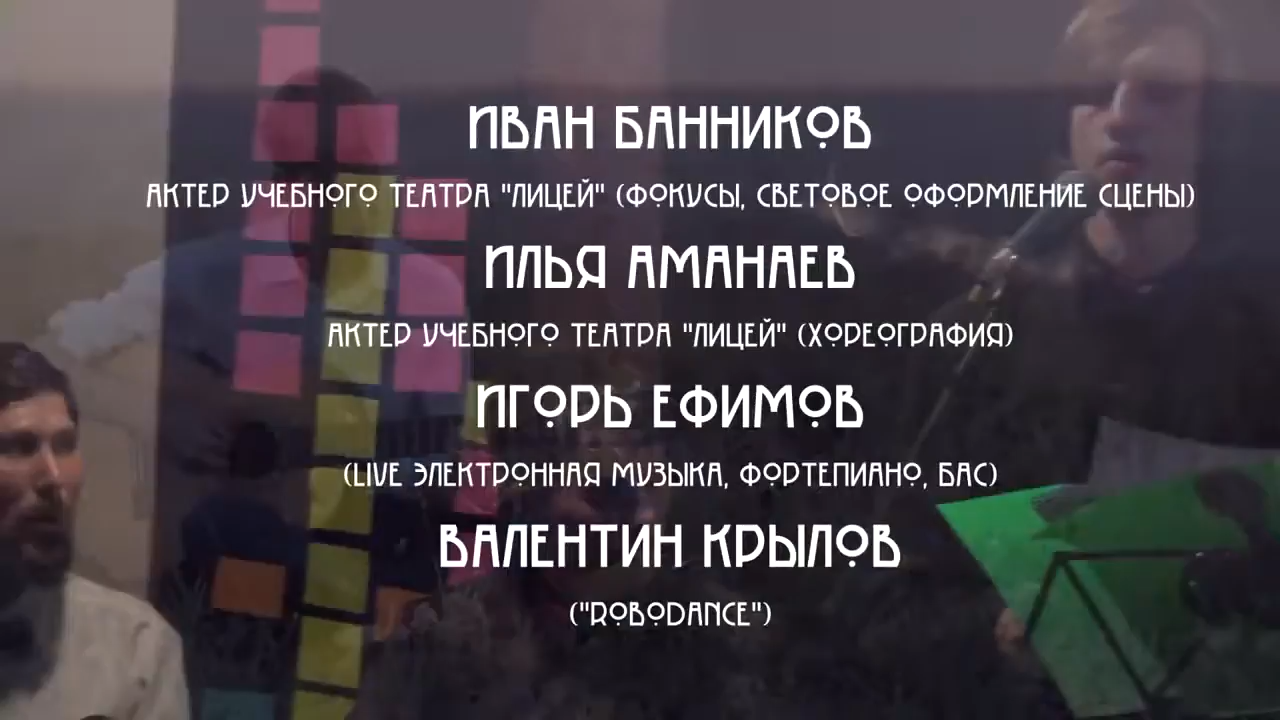 ИВАН БАННИКОВ
АКТЕР УЧЕБНОГО ТЕАТРА "ЛИЦЕЙ" (ФОКУСЫ, СВЕТОВОЕ ОФОРМЛЕНИЕ СЦЕНЫ)
ИЛЬЯ АМАНАЕВ
АКТЕР УЧЕБНОГО ТЕАТРА "ЛИЦЕЙ" (ХОРЕОГРАФИЯ)
ИГОРЬ ЕФИМОВ
(LIVE ЭЛЕКТРОННАЯ МУЗЫКА, ФОРТЕПИАНО, БАС)
ВАЛЕНТИН КРЫЛОВ
("ROBODANCE")